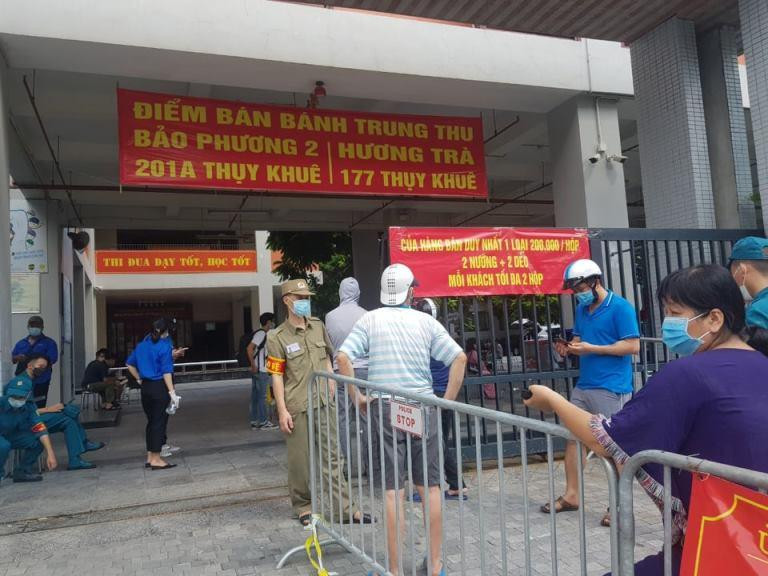 ĐIỂM BÁN BÁNH TRUNG THU
BẢO PHƯƠNG 2 | HƯƠNG TRÀ
201A THỤY KHUÊ | 177 THỤY KHUÊ
THI ĐUA DẠY TỐT, HỌC TỐT
CỬA HÀNG BÁN DUY NHẤT 1 LOẠI 200.000 / HỘP
2 NƯỚNG + 2 DẺO
MỖI KHÁCH TỐI ĐA 2 HỘP
POLICE
STOP